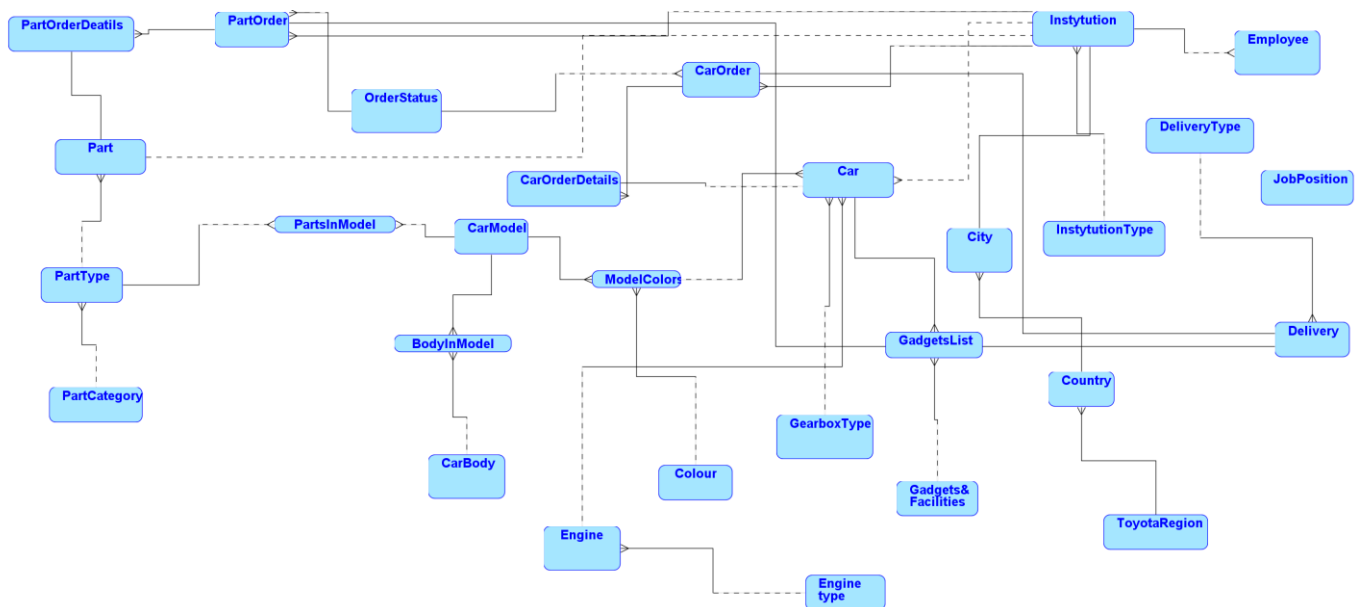 PartOrderDeatils
PartOrder
Instytution
Employee
CarOrder
OrderStatus
DeliveryType
Part
CarOrderDetails
Car
JobPosition
PartsInModel
CarModel
City
InstytutionType
PartType
ModelColors
BodyInModel
GadgetsList
Delivery
PartCategory
Country
GearboxType
CarBody
Colour
Gadgets&
Facilities
ToyotaRegion
Engine
Engine
type